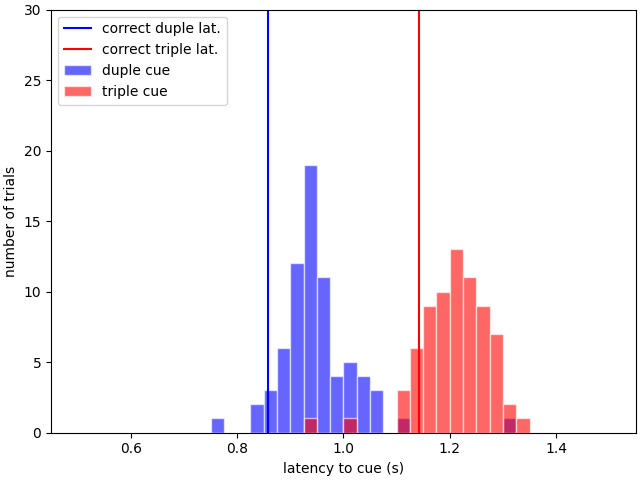 30
25
20
15
10
5
0
number of trials
correct duple lat.
correct triple lat.
duple cue
triple cue
0.6 0.8 1.0 1.2 1.4
latency to cue (s)